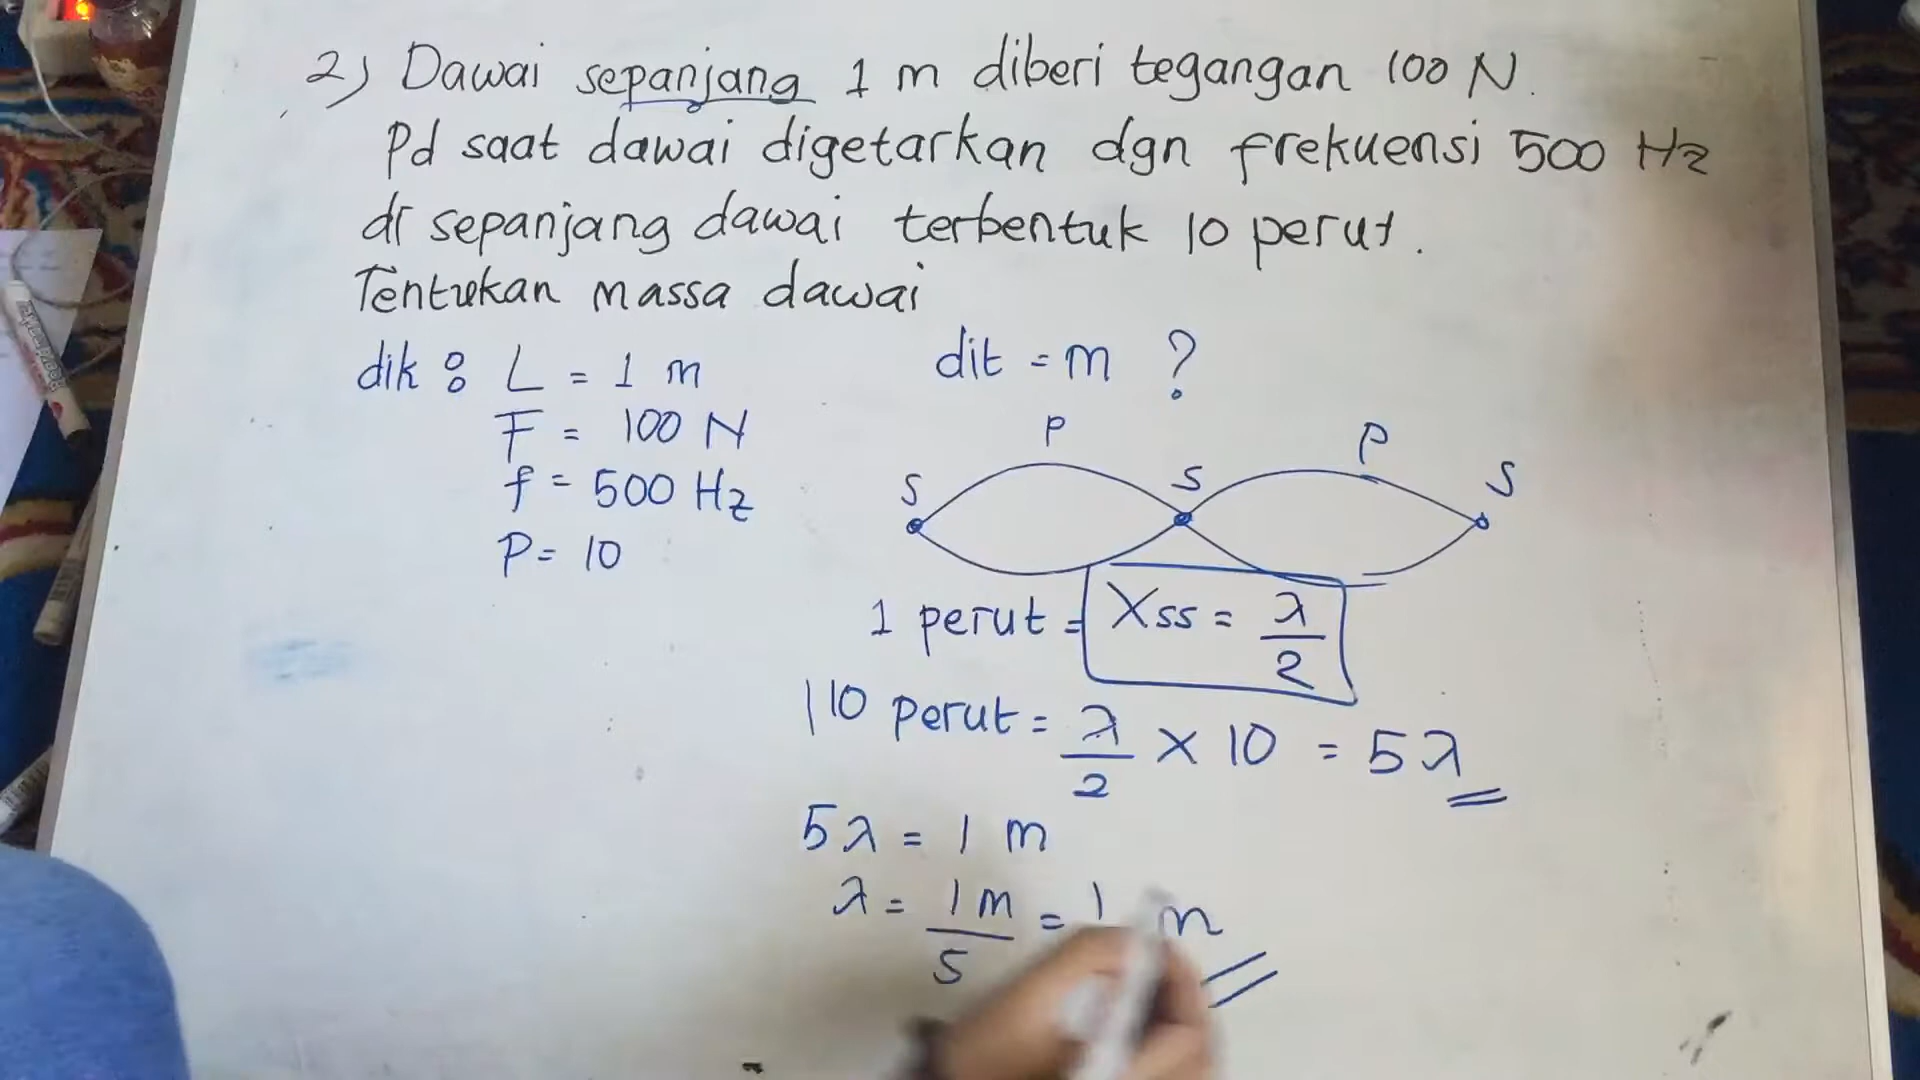 2) Dawai sepanjang 1 m diberi tegangan 100 N.
Pd saat dawai digetarkan dgn frekuensi 500 Hz
dr sepanjang dawai terbentuk 10 perut.
Tentukan massa dawai
dik : L = 1 m
F = 100 N
f = 500 Hz
P = 10
dit = m ?
P P
S S S
1 perut = Xss = λ/2
10 perut = λ/2 × 10 = 5λ
5λ = 1 m
λ = 1 m/5 = 1 m